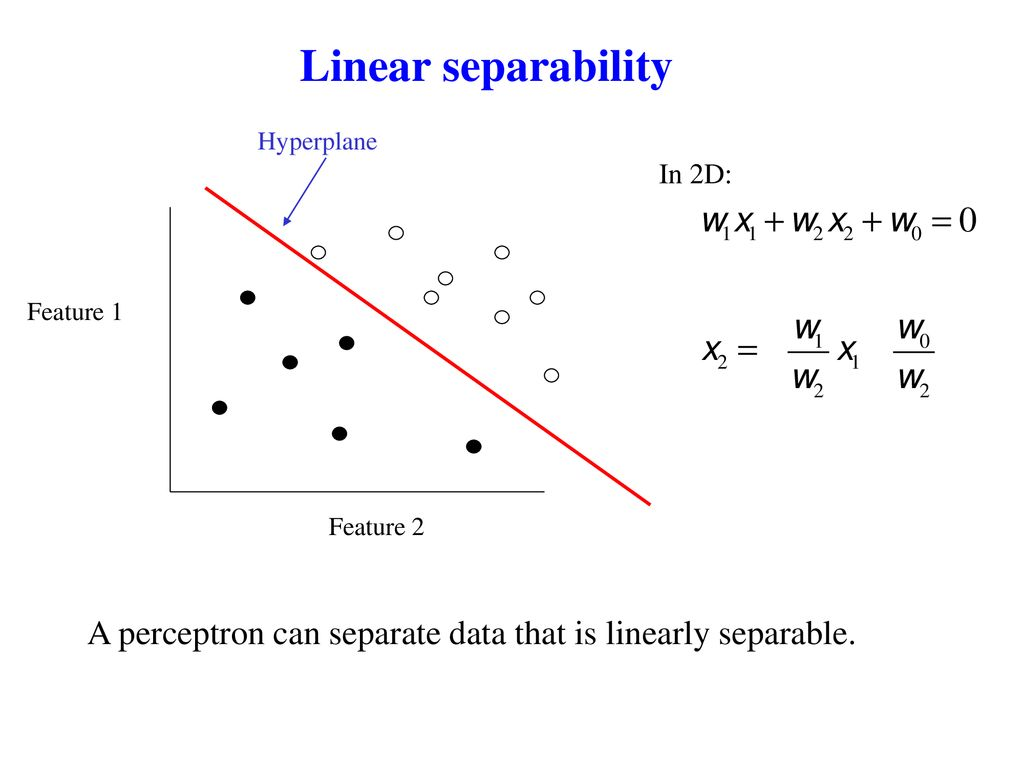 Linear separability
Hyperplane
In 2D:
w₁x₁ + w₂x₂ + w₀ = 0
Feature 1
x₂ = w₁/w₂ x₁ w₀/w₂
Feature 2
A perceptron can separate data that is linearly separable.